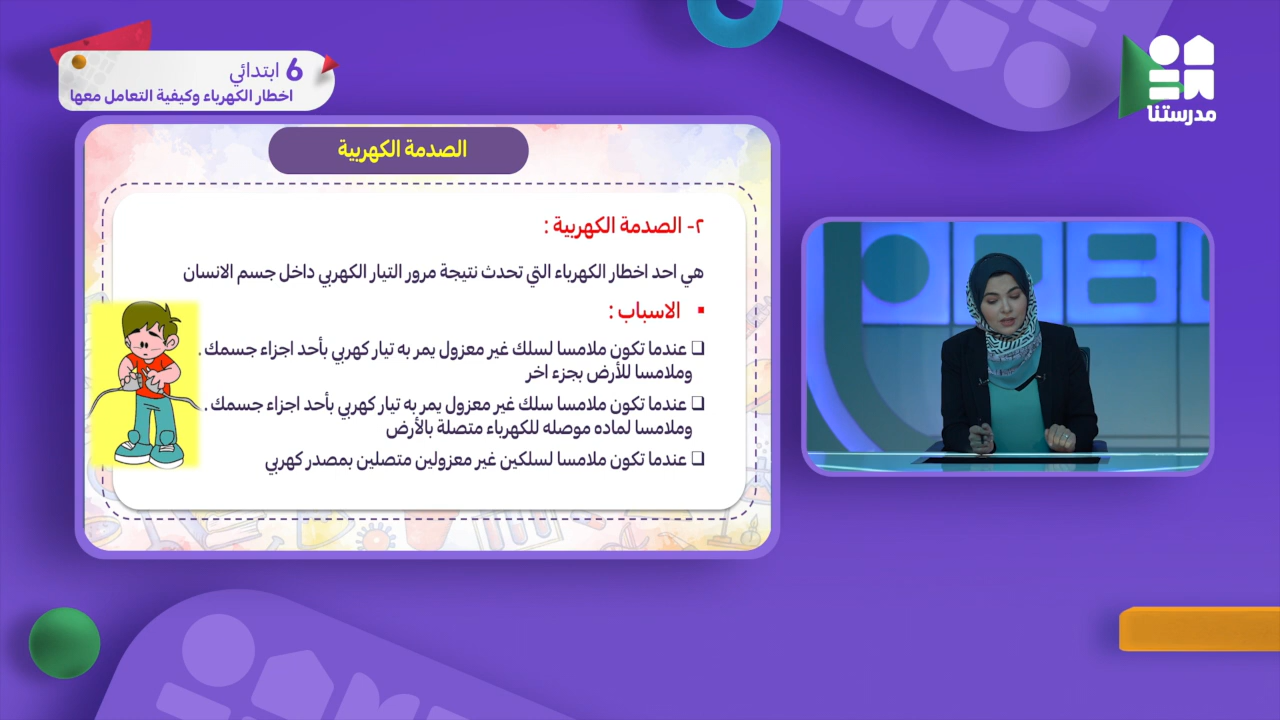 6 ابتدائي
اخطار الكهرباء وكيفية التعامل معها
مدرستنا
الصدمة الكهربية
٢- الصدمة الكهربية :
هي احد اخطار الكهرباء التي تحدث نتيجة مرور التيار الكهربي داخل جسم الانسان
▪ الاسباب :
❑ عندما تكون ملامسا لسلك غير معزول يمر به تيار كهربي بأحد اجزاء جسمك .
وملامسا للأرض بجزء اخر
❑ عندما تكون ملامسا سلك غير معزول يمر به تيار كهربي بأحد اجزاء جسمك .
وملامسا لماده موصله للكهرباء متصلة بالأرض
❑ عندما تكون ملامسا لسلكين غير معزولين متصلين بمصدر كهربي